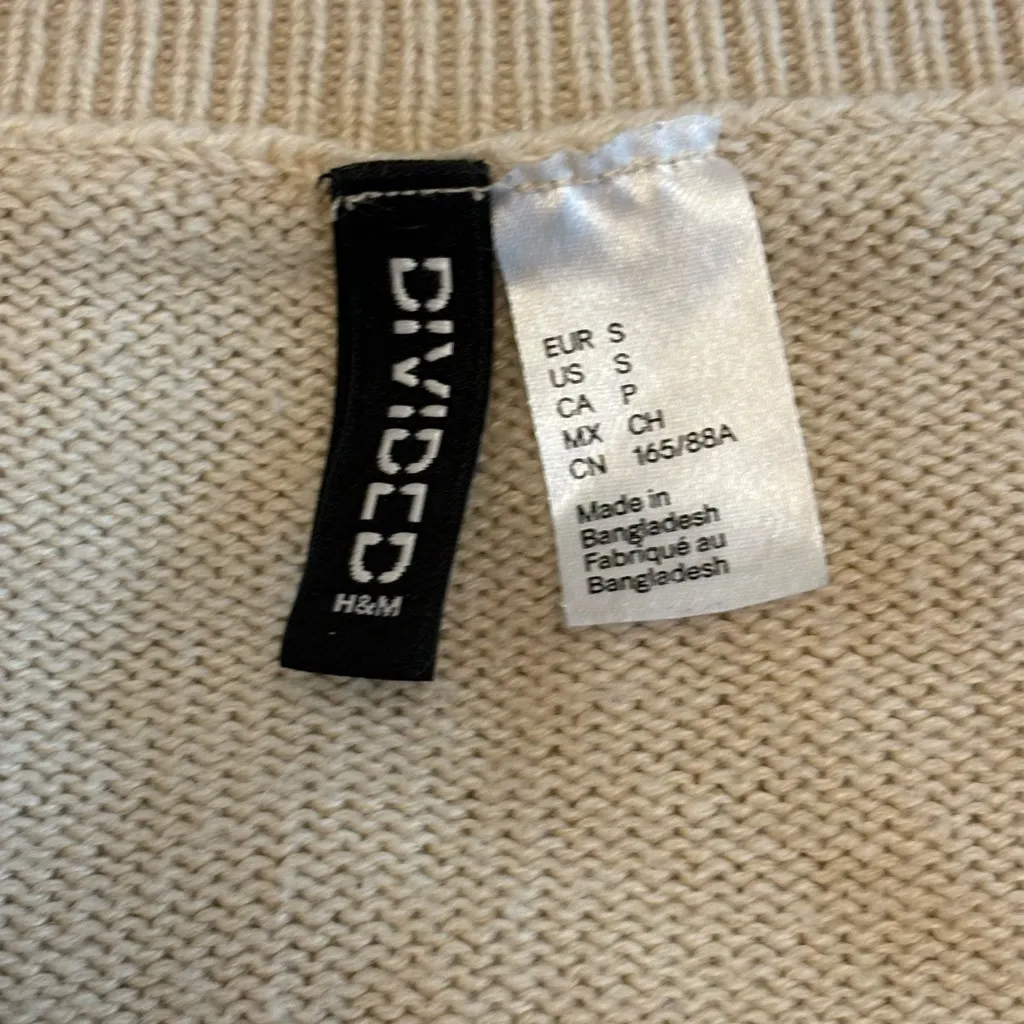 DIVIDED
H&M
EUR S
US S
CA P
MX CH
CN 165/88A
Made in
Bangladesh
Fabriqué au
Bangladesh